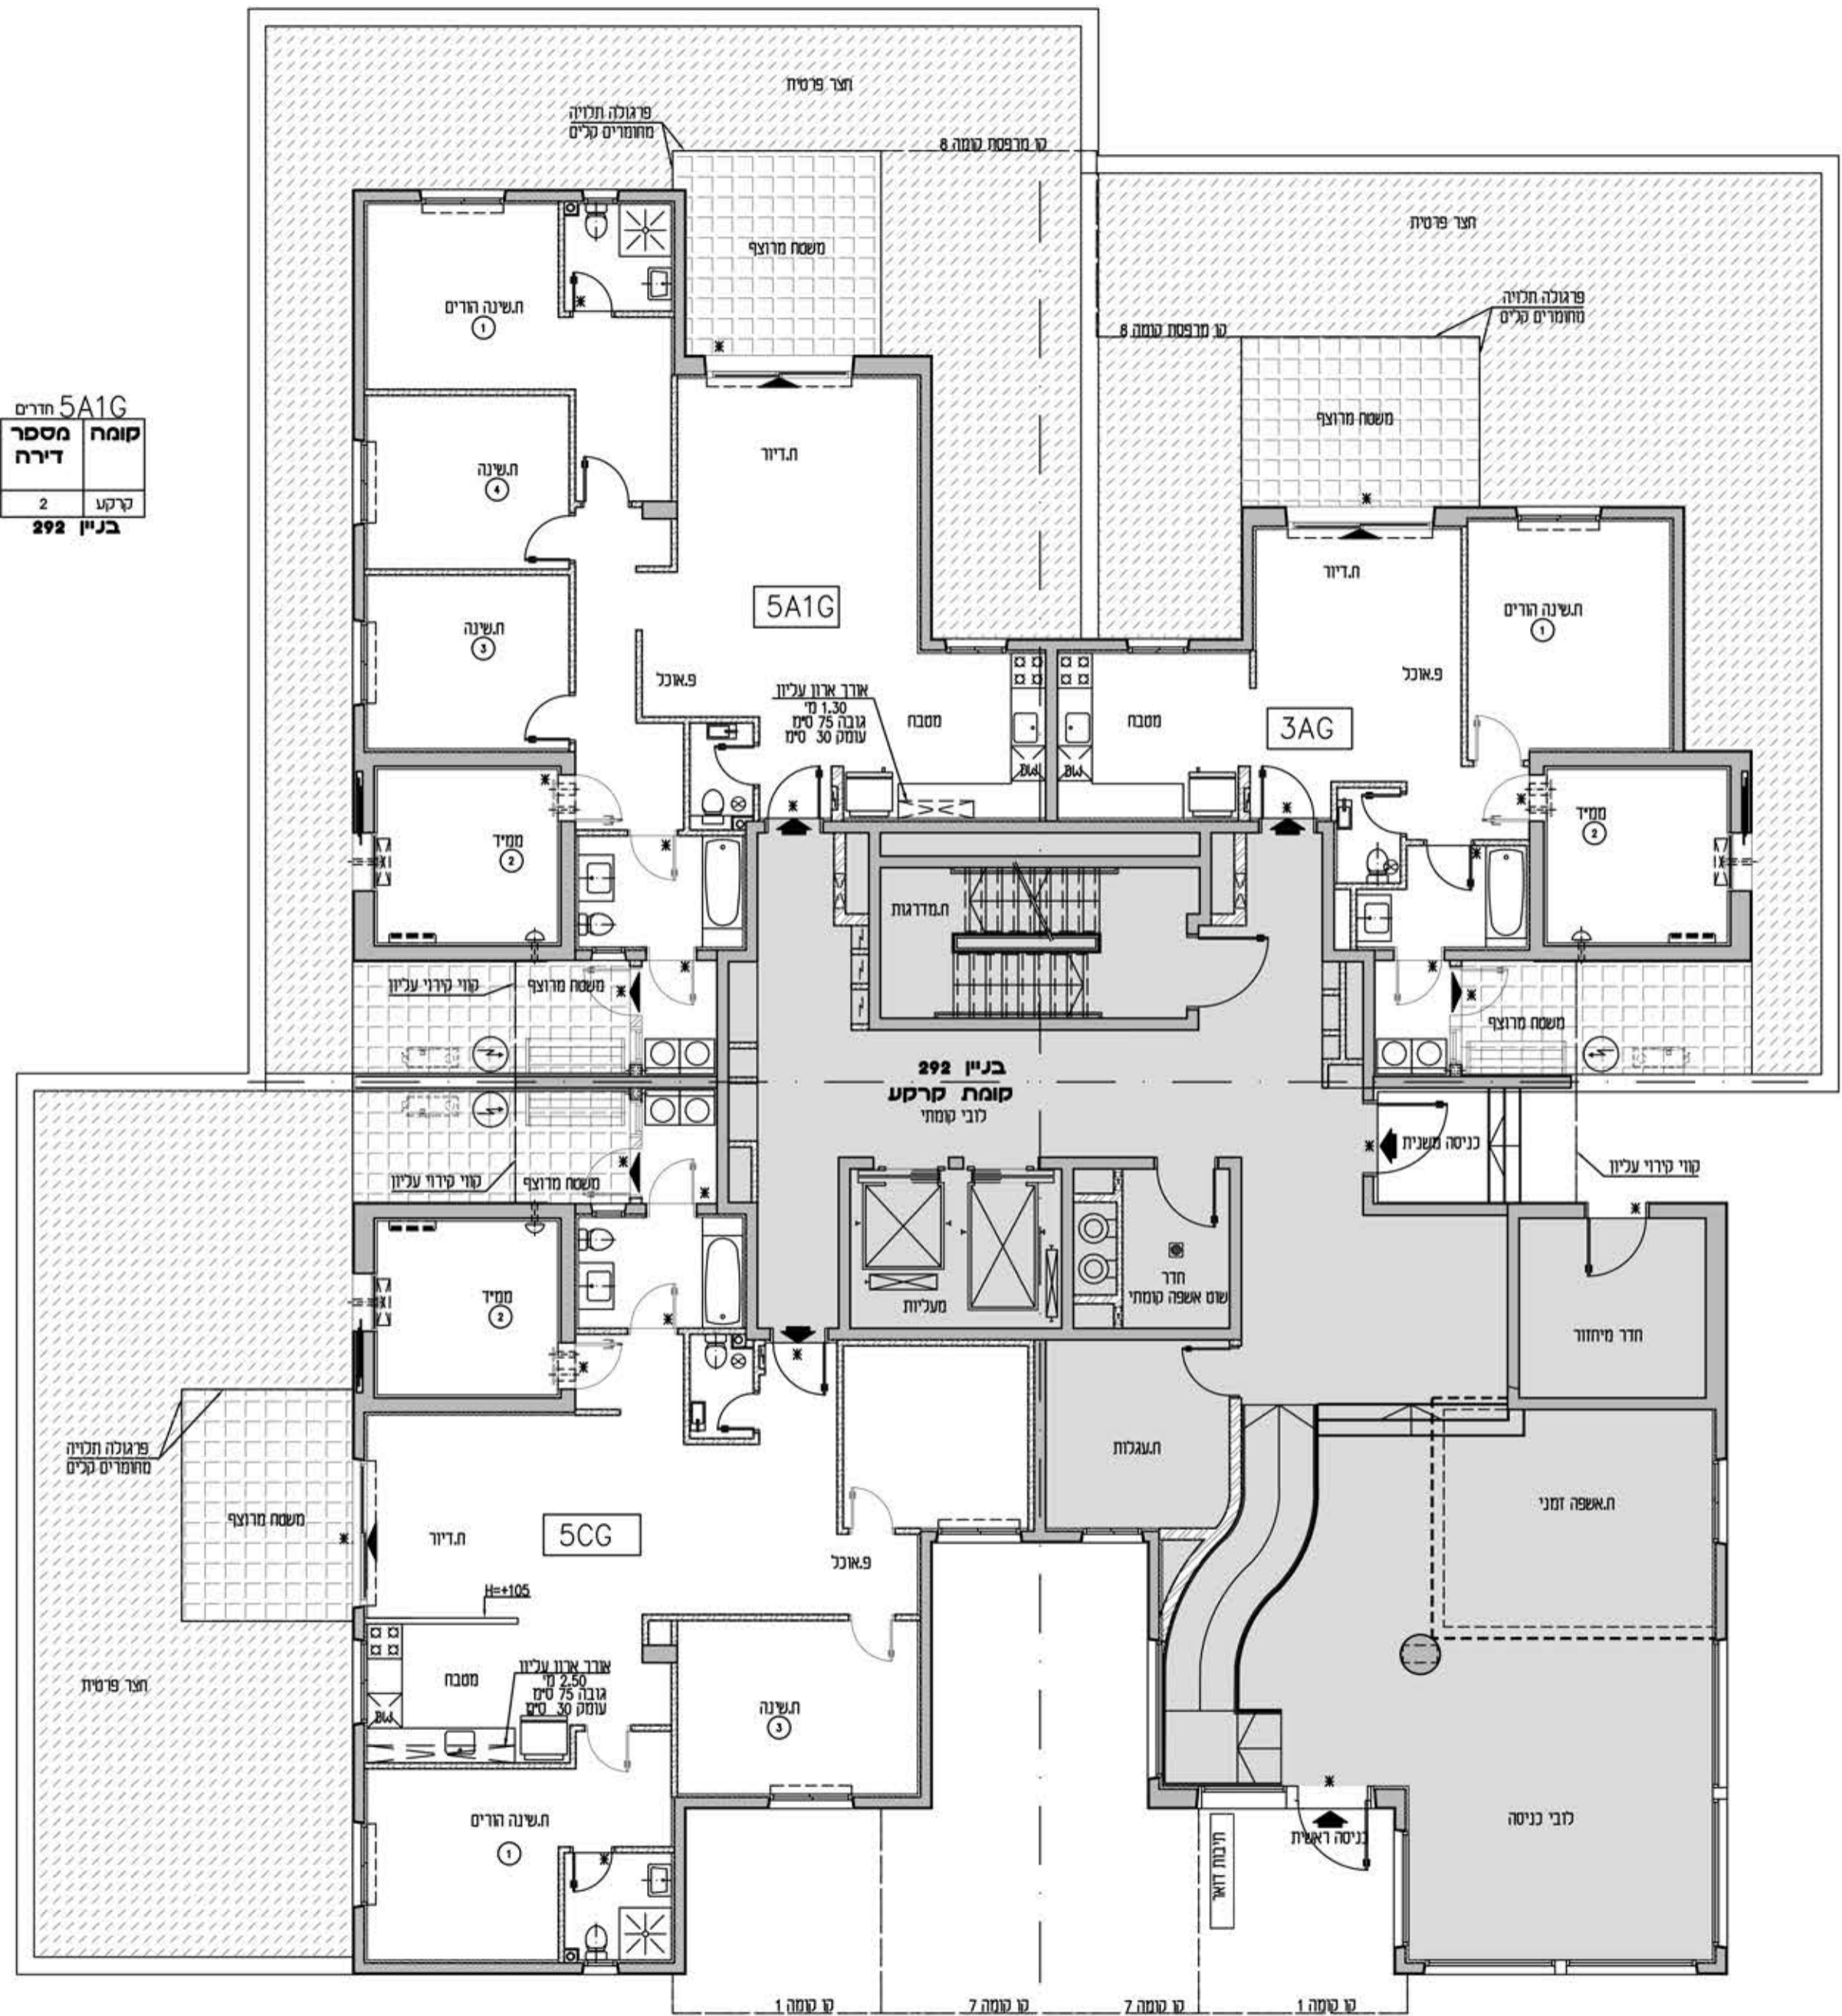 חצר פרטית
פרגולה תלויה
מחומרים קלים
קו מרפסת קומה 8
משטח מרוצף
ח.שינה הורים
1
חצר פרטית
פרגולה תלויה
מחומרים קלים
קו מרפסת קומה 8
משטח מרוצף
5A1G חדרים
קומה
מספר
דירה
קרקע
2
בניין 292
ח.דיור
ח.שינה
4
ח.דיור
5A1G
ח.שינה הורים
1
ח.שינה
3
פ.אוכל
אורך ארון עליון
1.30 מ'
גובה 75 ס"מ
עומק 30 ס"מ
מטבח
DW
מטבח
DW
3AG
פ.אוכל
ממ"ד
2
ממ"ד
2
ח.מדרגות
קווי קירוי עליון
משטח מרוצף
משטח מרוצף
בניין 292
קומת קרקע
לובי קומתי
כניסה משנית
קווי קירוי עליון
קווי קירוי עליון
משטח מרוצף
ממ"ד
2
מעליות
חדר
שוט אשפה קומתי
חדר מיחזור
פרגולה תלויה
מחומרים קלים
משטח מרוצף
ח.דיור
5CG
פ.אוכל
ח.עגלות
ח.אשפה זמני
H=+105
חצר פרטית
מטבח
DW
אורך ארון עליון
2.50 מ'
גובה 75 ס"מ
עומק 30 ס"מ
ח.שינה
3
ח.שינה הורים
1
תיבות דואר
כניסה ראשית
לובי כניסה
קו קומה 1
קו קומה 7
קו קומה 7
קו קומה 1